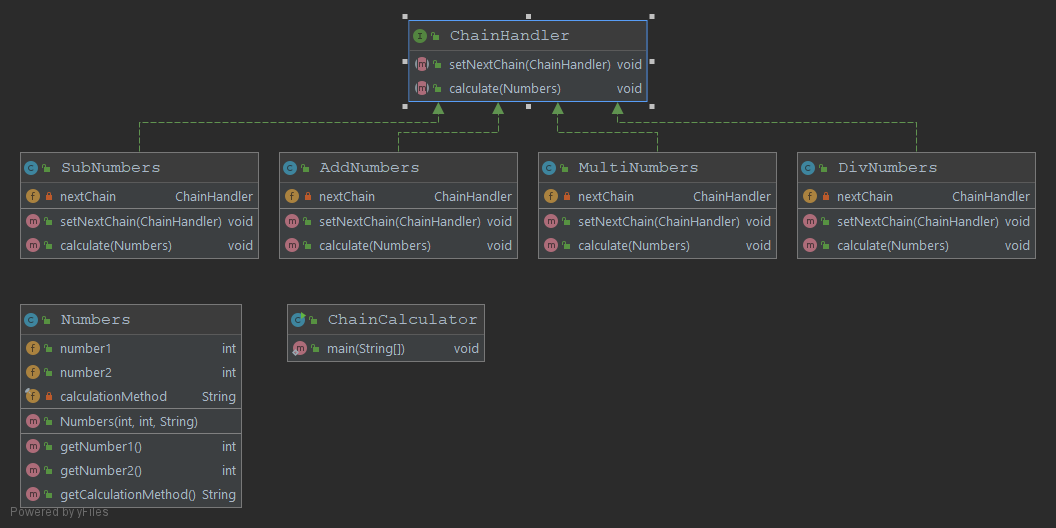 ChainHandler
setNextChain(ChainHandler) void
calculate(Numbers) void
SubNumbers
nextChain ChainHandler
setNextChain(ChainHandler) void
calculate(Numbers) void
AddNumbers
nextChain ChainHandler
setNextChain(ChainHandler) void
calculate(Numbers) void
MultiNumbers
nextChain ChainHandler
setNextChain(ChainHandler) void
calculate(Numbers) void
DivNumbers
nextChain ChainHandler
setNextChain(ChainHandler) void
calculate(Numbers) void
Numbers
number1 int
number2 int
calculationMethod String
Numbers(int, int, String)
getNumber1() int
getNumber2() int
getCalculationMethod() String
ChainCalculator
main(String[]) void
Powered by yFiles